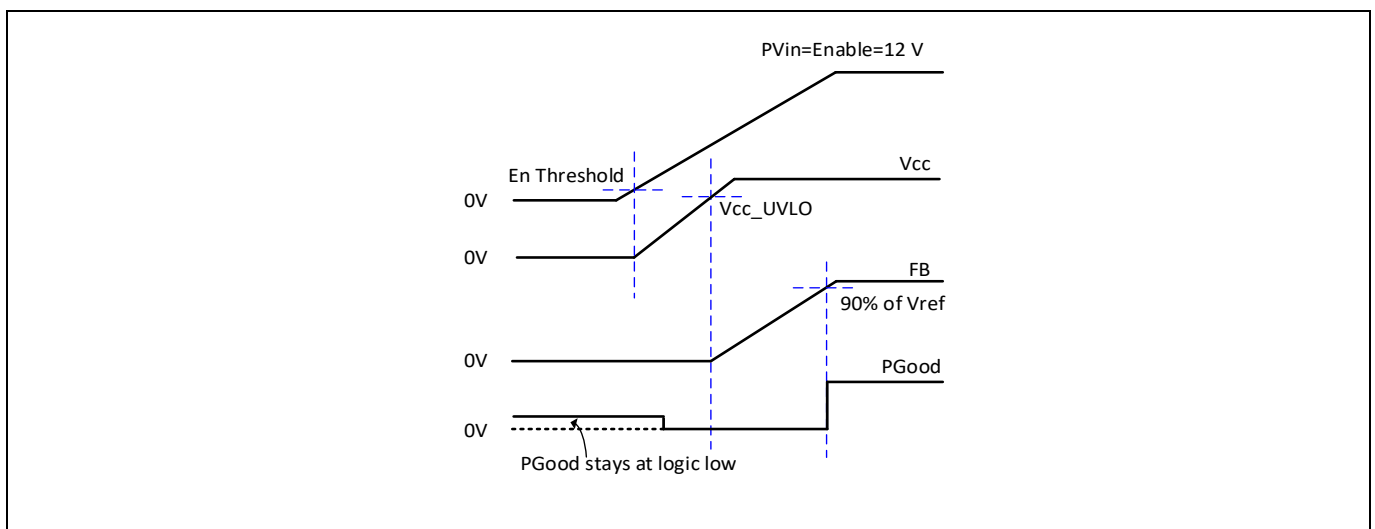 PVin=Enable=12 V
En Threshold
Vcc
0V
Vcc_UVLO
0V
FB
90% of Vref
0V
PGood
0V
PGood stays at logic low